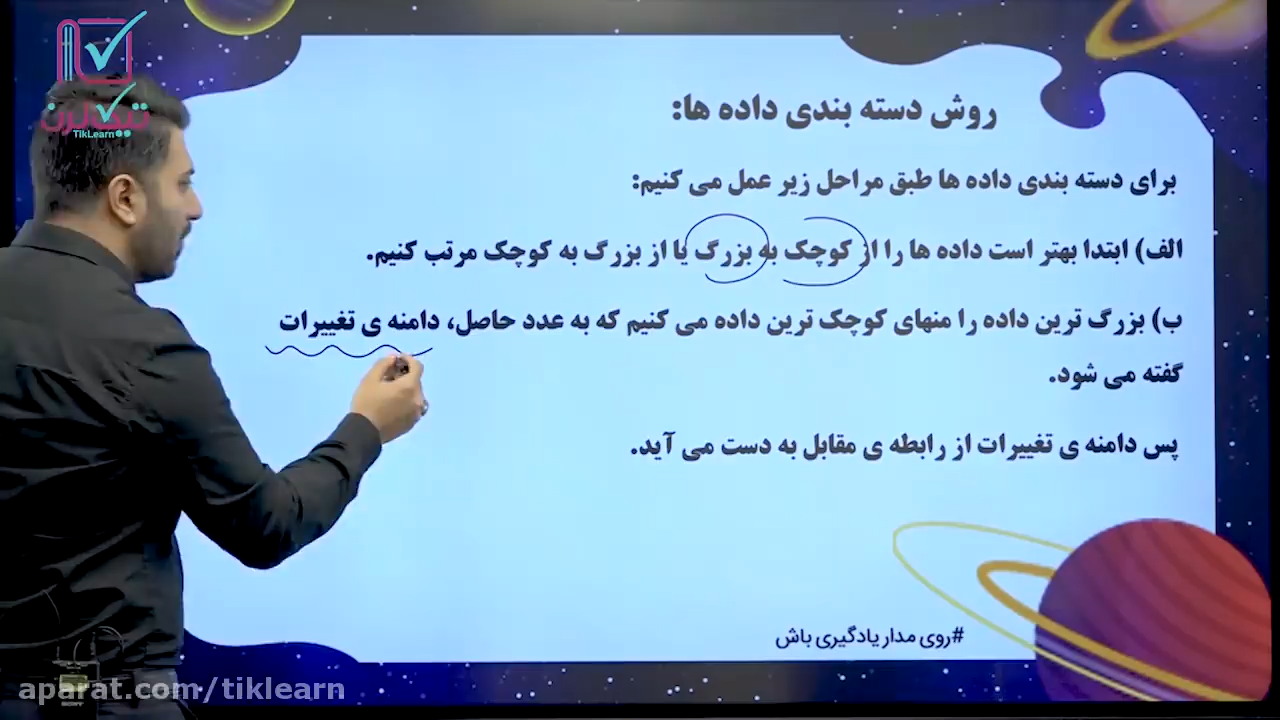 تیک لرن
TikLearn
روش دسته بندی داده ها:
برای دسته بندی داده ها طبق مراحل زیر عمل می کنیم:
الف) ابتدا بهتر است داده ها را از کوچک به بزرگ یا از بزرگ به کوچک مرتب کنیم.
ب) بزرگ ترین داده را منهای کوچک ترین داده می کنیم که به عدد حاصل، دامنه ی تغییرات
گفته می شود.
پس دامنه ی تغییرات از رابطه ی مقابل به دست می آید.
#روی مدار یادگیری باش
aparat.com/tiklearn
SONY